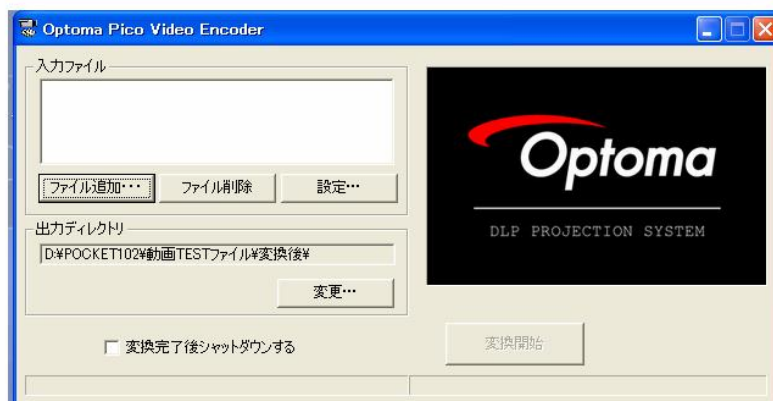 Optoma Pico Video Encoder
入力ファイル
ファイル追加･･･
ファイル削除
設定･･･
出力ディレクトリ
D:¥POCKET102¥動画TESTファイル¥変換後¥
変更･･･
変換完了後シャットダウンする
Optoma
DLP PROJECTION SYSTEM
変換開始